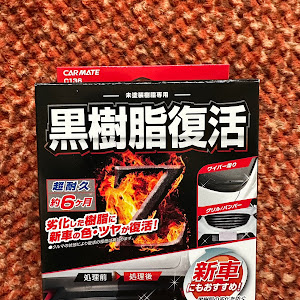 CARMATE
D138
未塗装樹脂専用
黒樹脂復活
ワイパー周り
超耐久
約6ヶ月
グリル/バンパー
劣化した樹脂に
新車の色・ツヤが復活!
処理前
処理後
新車
にもおすすめ!